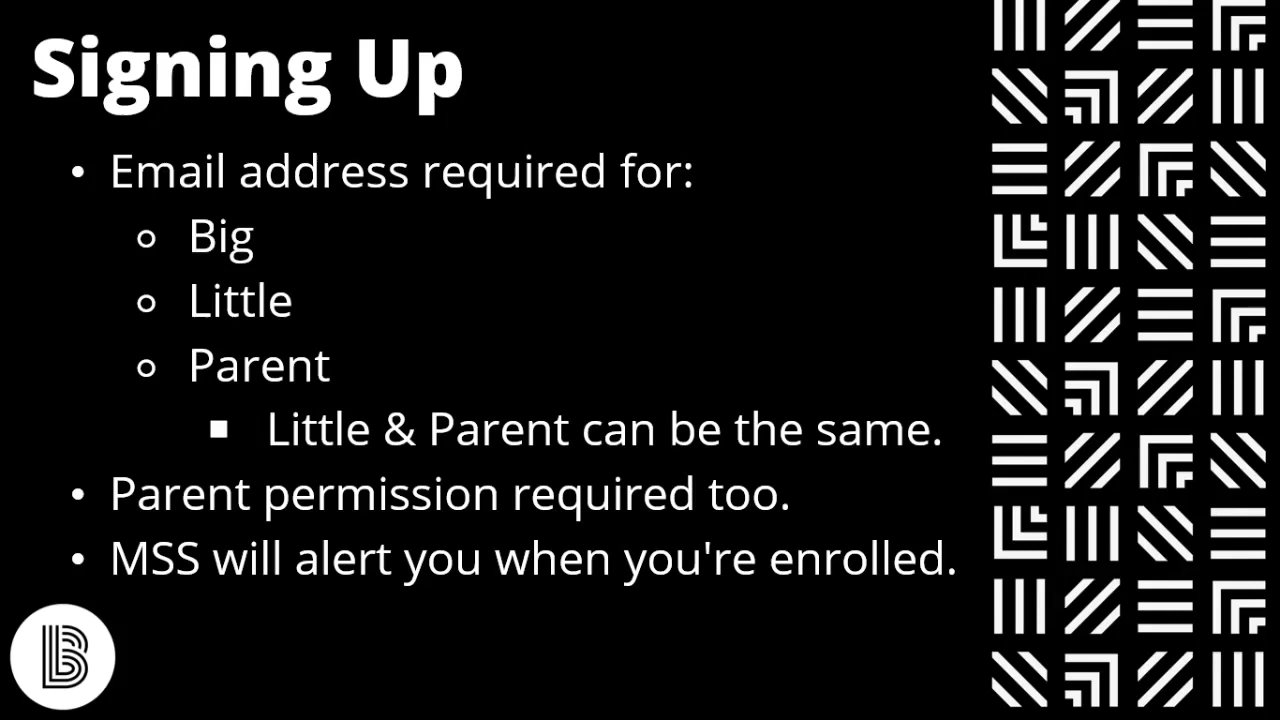 Signing Up
• Email address required for:
○ Big
○ Little
○ Parent
■ Little & Parent can be the same.
• Parent permission required too.
• MSS will alert you when you're enrolled.
B